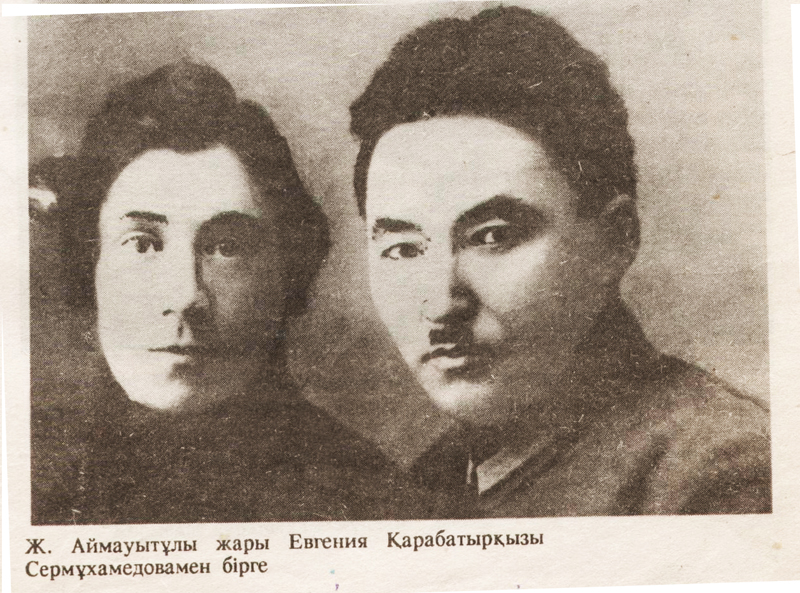 Ж. Аймауытұлы жары Евгения Қарабатырқызы
Сермұхамедовамен бірге